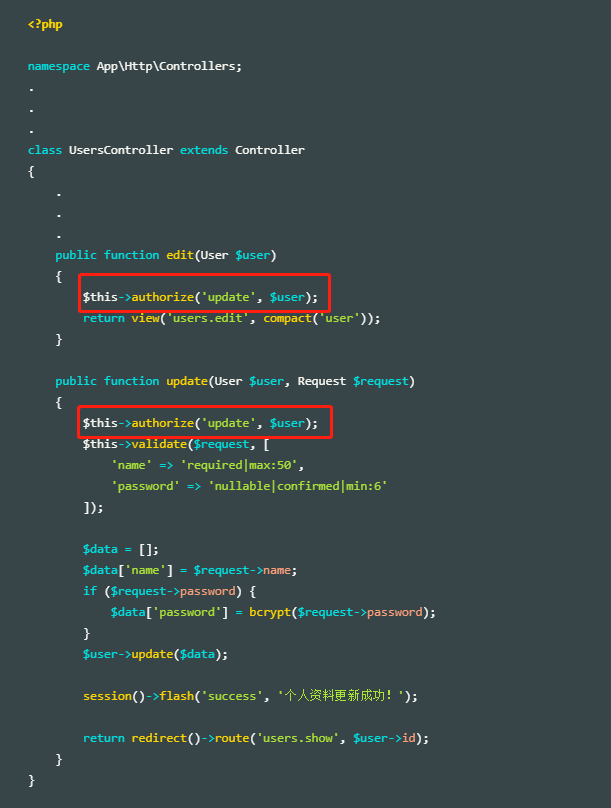 <?php
namespace App\Http\Controllers;
.
.
.
class UsersController extends Controller
{
.
.
.
public function edit(User $user)
{
$this->authorize('update', $user);
return view('users.edit', compact('user'));
}
public function update(User $user, Request $request)
{
$this->authorize('update', $user);
$this->validate($request, [
'name' => 'required|max:50',
'password' => 'nullable|confirmed|min:6'
]);
$data = [];
$data['name'] = $request->name;
if ($request->password) {
$data['password'] = bcrypt($request->password);
}
$user->update($data);
session()->flash('success', '个人资料更新成功！');
return redirect()->route('users.show', $user->id);
}
}